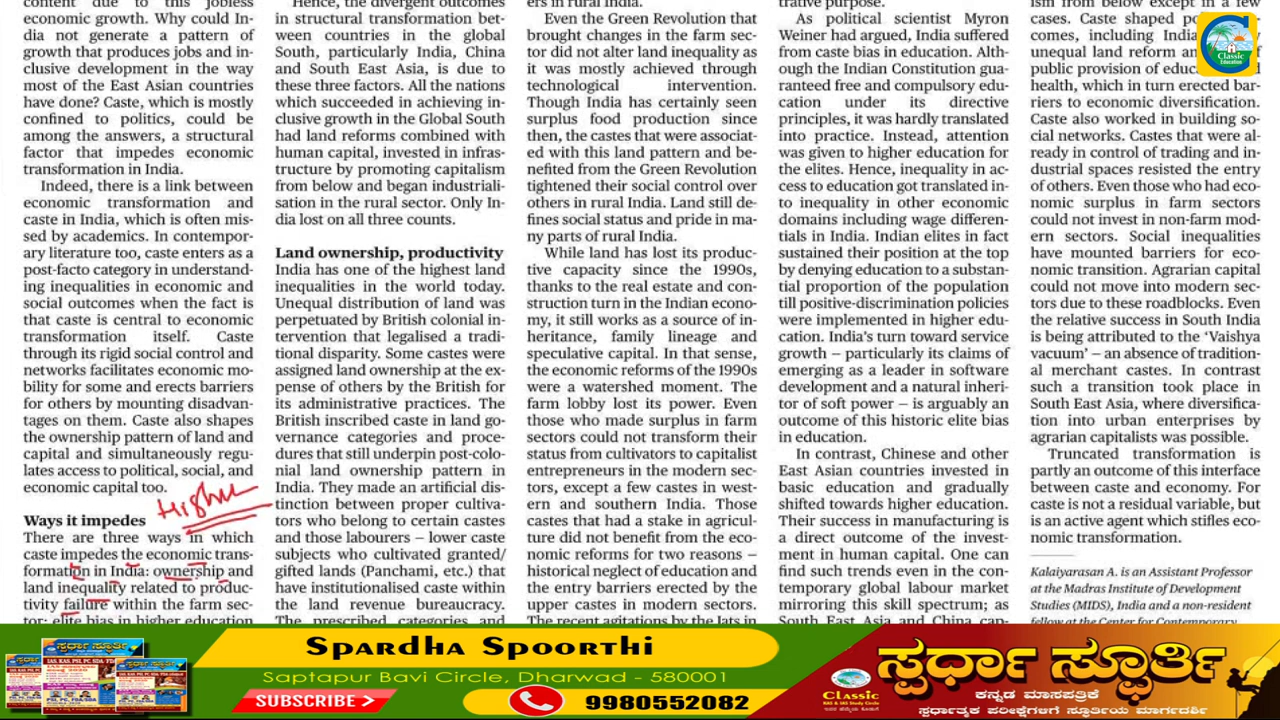 content due to this jobless
economic growth. Why could In-
dia not generate a pattern of
growth that produces jobs and in-
clusive development in the way
most of the East Asian countries
have done? Caste, which is mostly
confined to politics, could be
among the answers, a structural
factor that impedes economic
transformation in India.
Indeed, there is a link between
economic transformation and
caste in India, which is often mis-
sed by academics. In contempor-
ary literature too, caste enters as a
post-facto category in understand-
ing inequalities in economic and
social outcomes when the fact is
that caste is central to economic
transformation itself. Caste
through its rigid social control and
networks facilitates economic mo-
bility for some and erects barriers
for others by mounting disadvan-
tages on them. Caste also shapes
the ownership pattern of land and
capital and simultaneously regu-
lates access to political, social, and
economic capital too.
Higher
Ways it impedes
There are three ways in which
caste impedes the economic trans-
formation in India: ownership and
land inequality related to produc-
tivity failure within the farm sec-
tor; elite bias in higher education
Hence, the divergent outcomes
in structural transformation bet-
ween countries in the global
South, particularly India, China
and South East Asia, is due to
these three factors. All the nations
which succeeded in achieving in-
clusive growth in the Global South
had land reforms combined with
human capital, invested in infras-
tructure by promoting capitalism
from below and began industriali-
sation in the rural sector. Only In-
dia lost on all three counts.
Land ownership, productivity
India has one of the highest land
inequalities in the world today.
Unequal distribution of land was
perpetuated by British colonial in-
tervention that legalised a tradi-
tional disparity. Some castes were
assigned land ownership at the ex-
pense of others by the British for
its administrative practices. The
British inscribed caste in land go-
vernance categories and proce-
dures that still underpin post-colo-
nial land ownership pattern in
India. They made an artificial dis-
tinction between proper cultiva-
tors who belong to certain castes
and those labourers – lower caste
subjects who cultivated granted/
gifted lands (Panchami, etc.) that
have institutionalised caste within
the land revenue bureaucracy.
The prescribed categories and
ers in rural India.
Even the Green Revolution that
brought changes in the farm sec-
tor did not alter land inequality as
it was mostly achieved through
technological intervention.
Though India has certainly seen
surplus food production since
then, the castes that were associat-
ed with this land pattern and be-
nefited from the Green Revolution
tightened their social control over
others in rural India. Land still de-
fines social status and pride in ma-
ny parts of rural India.
While land has lost its produc-
tive capacity since the 1990s,
thanks to the real estate and con-
struction turn in the Indian econo-
my, it still works as a source of in-
heritance, family lineage and
speculative capital. In that sense,
the economic reforms of the 1990s
were a watershed moment. The
farm lobby lost its power. Even
those who made surplus in farm
sectors could not transform their
status from cultivators to capitalist
entrepreneurs in the modern sec-
tors, except a few castes in west-
ern and southern India. Those
castes that had a stake in agricul-
ture did not benefit from the eco-
nomic reforms for two reasons –
historical neglect of education and
the entry barriers erected by the
upper castes in modern sectors.
The recent agitations by the Jats in
trative purpose.
As political scientist Myron
Weiner had argued, India suffered
from caste bias in education. Alth-
ough the Indian Constitution gua-
ranteed free and compulsory edu-
cation under its directive
principles, it was hardly translated
into practice. Instead, attention
was given to higher education for
the elites. Hence, inequality in ac-
cess to education got translated in-
to inequality in other economic
domains including wage differen-
tials in India. Indian elites in fact
sustained their position at the top
by denying education to a substan-
tial proportion of the population
till positive-discrimination policies
were implemented in higher edu-
cation. India's turn toward service
growth – particularly its claims of
emerging as a leader in software
development and a natural inheri-
tor of soft power – is arguably an
outcome of this historic elite bias
in education.
In contrast, Chinese and other
East Asian countries invested in
basic education and gradually
shifted towards higher education.
Their success in manufacturing is
a direct outcome of the invest-
ment in human capital. One can
find such trends even in the con-
temporary global labour market
mirroring this skill spectrum; as
South East Asia and China cap-
ism from below except in a few
cases. Caste shaped
comes, including India
unequal land reform
public provision of
health, which in turn erected bar-
riers to economic diversification.
Caste also worked in building so-
cial networks. Castes that were al-
ready in control of trading and in-
dustrial spaces resisted the entry
of others. Even those who had eco-
nomic surplus in farm sectors
could not invest in non-farm mod-
ern sectors. Social inequalities
have mounted barriers for eco-
nomic transition. Agrarian capital
could not move into modern sec-
tors due to these roadblocks. Even
the relative success in South India
is being attributed to the 'Vaishya
vacuum' – an absence of tradition-
al merchant castes. In contrast
such a transition took place in
South East Asia, where diversifica-
tion into urban enterprises by
agrarian capitalists was possible.
Truncated transformation is
partly an outcome of this interface
between caste and economy. For
caste is not a residual variable, but
is an active agent which stifles eco-
nomic transformation.
Kalaiyarasan A. is an Assistant Professor
at the Madras Institute of Development
Studies (MIDS), India and a non-resident
fellow at the Center for Contemporary
Classic
Education
Spardha Spoorthi
Saptapur Bavi Circle, Dharwad - 580001
SUBSCRIBE
9980552082
Classic
KAS & IAS Study Circle
ಸ್ಪರ್ಧಾ ಸ್ಫೂರ್ತಿ
ಕನ್ನಡ ಮಾಸಪತ್ರಿಕೆ
ಸ್ಪರ್ಧಾತ್ಮಕ ಪರೀಕ್ಷೆಗಳಿಗೆ ಸ್ಫೂರ್ತಿಯ ಮಾರ್ಗದರ್ಶಿ